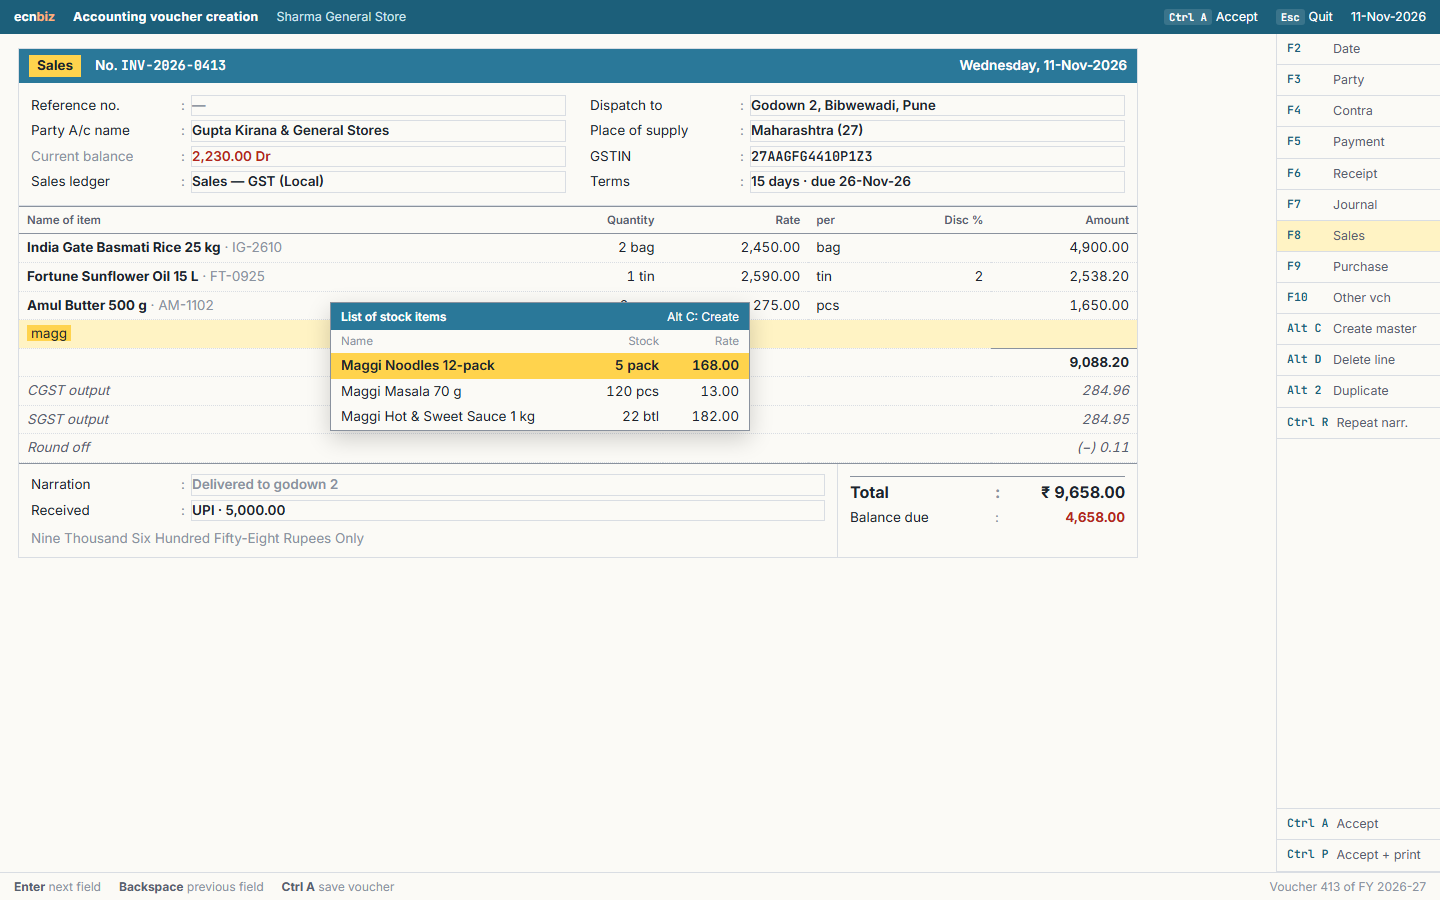 ecnbiz Accounting voucher creation Sharma General Store Ctrl A Accept Esc Quit 11-Nov-2026
Sales No. INV-2026-0413 Wednesday, 11-Nov-2026
Reference no. : — Dispatch to : Godown 2, Bibwewadi, Pune
Party A/c name : Gupta Kirana & General Stores Place of supply : Maharashtra (27)
Current balance : 2,230.00 Dr GSTIN : 27AAGFG4410P1Z3
Sales ledger : Sales — GST (Local) Terms : 15 days · due 26-Nov-26
Name of item Quantity Rate per Disc % Amount
India Gate Basmati Rice 25 kg · IG-2610 2 bag 2,450.00 bag 4,900.00
Fortune Sunflower Oil 15 L · FT-0925 1 tin 2,590.00 tin 2 2,538.20
Amul Butter 500 g · AM-1102 275.00 pcs 1,650.00
magg
9,088.20
CGST output 284.96
SGST output 284.95
Round off (−) 0.11
List of stock items Alt C: Create
Name Stock Rate
Maggi Noodles 12-pack 5 pack 168.00
Maggi Masala 70 g 120 pcs 13.00
Maggi Hot & Sweet Sauce 1 kg 22 btl 182.00
Narration : Delivered to godown 2
Received : UPI · 5,000.00
Nine Thousand Six Hundred Fifty-Eight Rupees Only
Total : ₹ 9,658.00
Balance due : 4,658.00
F2 Date
F3 Party
F4 Contra
F5 Payment
F6 Receipt
F7 Journal
F8 Sales
F9 Purchase
F10 Other vch
Alt C Create master
Alt D Delete line
Alt 2 Duplicate
Ctrl R Repeat narr.
Ctrl A Accept
Ctrl P Accept + print
Enter next field Backspace previous field Ctrl A save voucher Voucher 413 of FY 2026-27